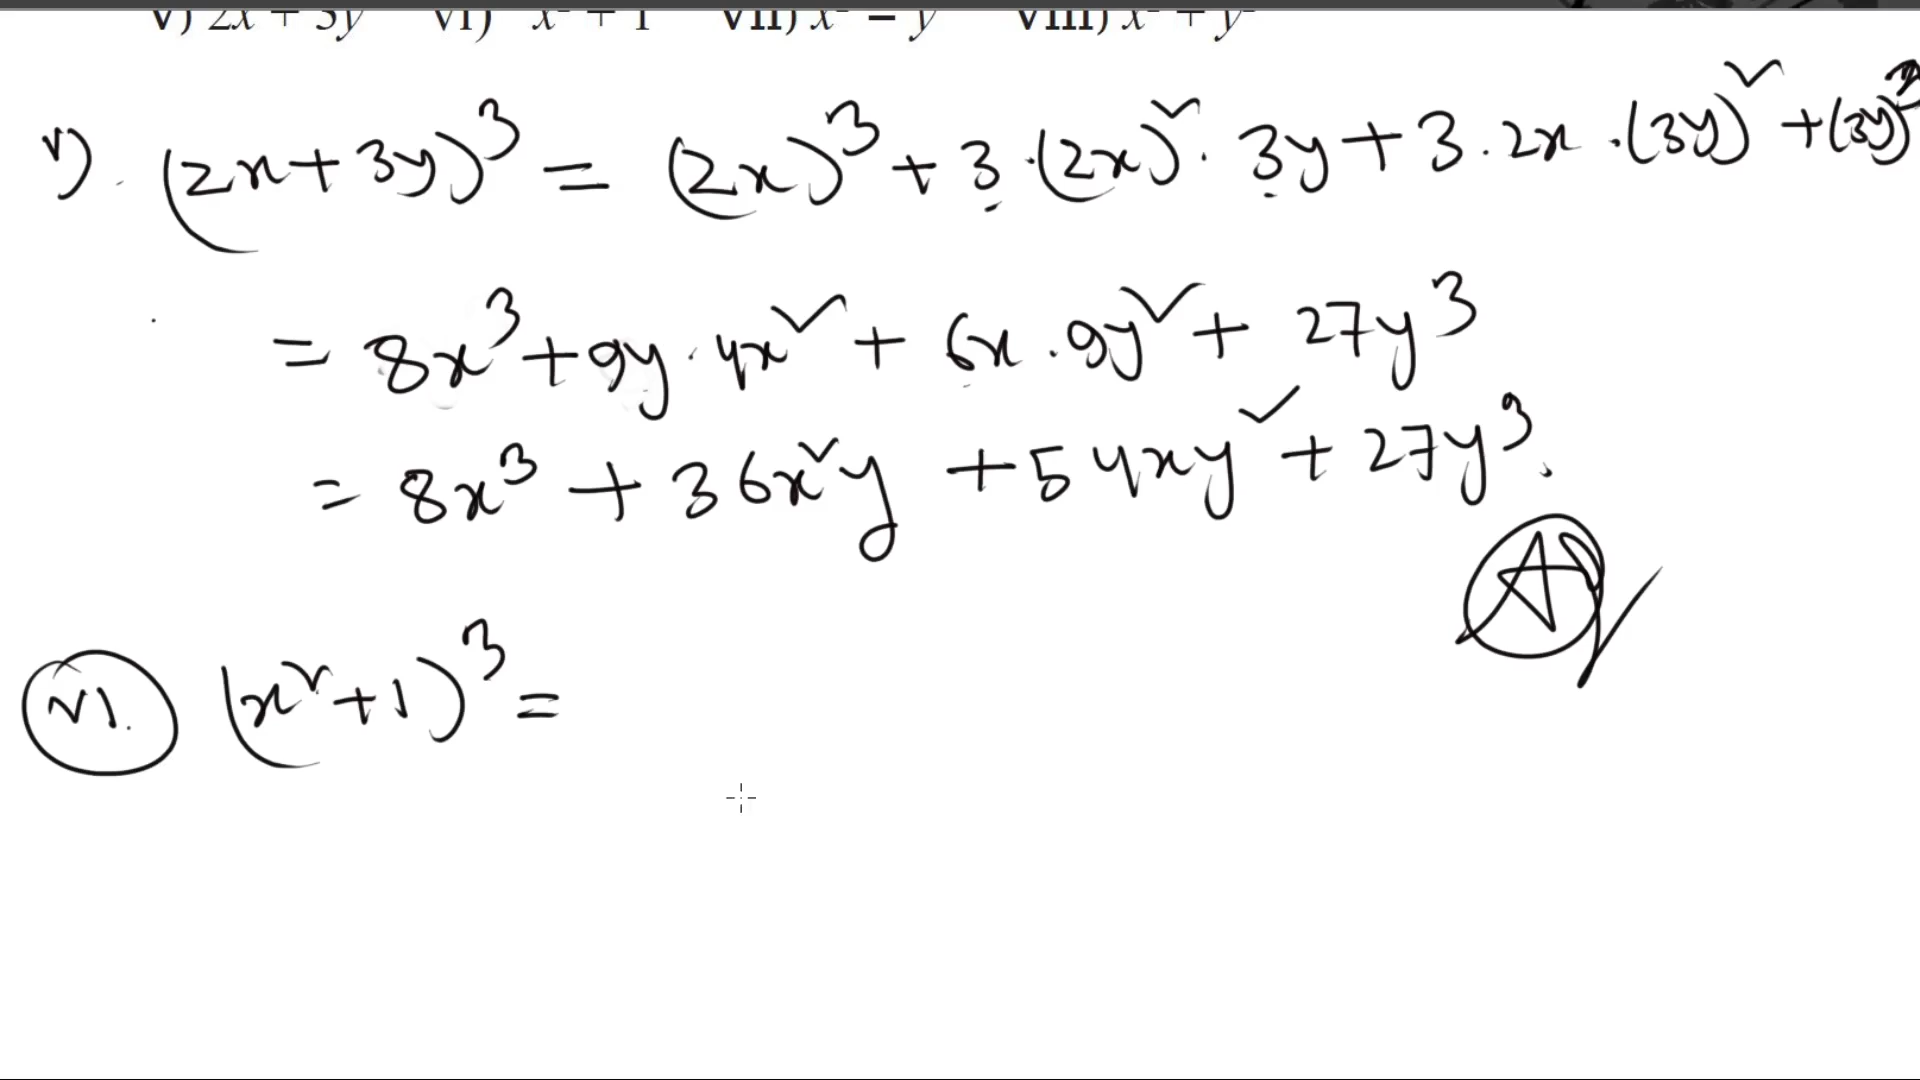 v) 2x + 3y vi) x² + 1 vii) x² − y viii) x² + y²
v). (2x+3y)³ = (2x)³ + 3·(2x)²·3y + 3·2x·(3y)² + (3y)³
= 8x³ + 9y·4x² + 6x·9y² + 27y³
= 8x³ + 36x²y + 54xy² + 27y³.
vi. (x²+1)³ =